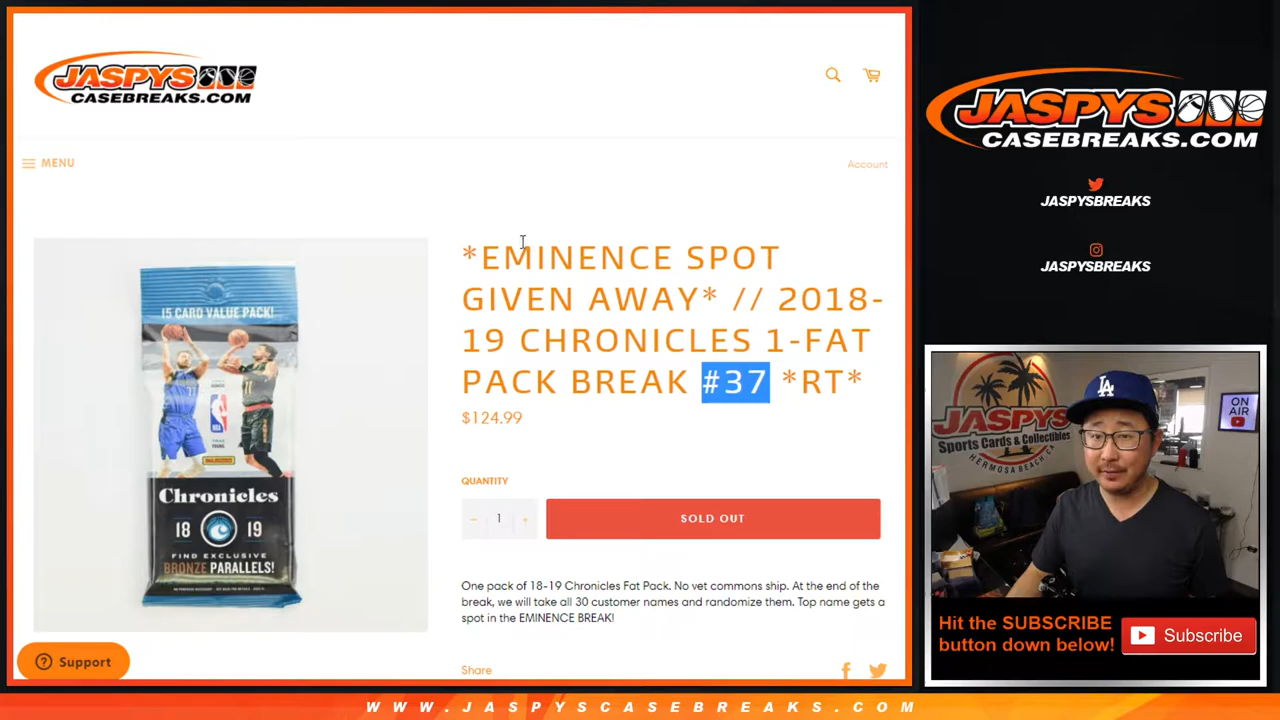 JASPYS
CASEBREAKS.COM
MENU
Account
*EMINENCE SPOT
GIVEN AWAY* // 2018-
19 CHRONICLES 1-FAT
PACK BREAK #37 *RT*
$124.99
QUANTITY
− 1 +
SOLD OUT
One pack of 18-19 Chronicles Fat Pack. No vet commons ship. At the end of the
break, we will take all 30 customer names and randomize them. Top name gets a
spot in the EMINENCE BREAK!
Share
15 CARD VALUE PACK!
Chronicles
18 19
FIND EXCLUSIVE
BRONZE PARALLELS!
Support
JASPYS
CASEBREAKS.COM
JASPYSBREAKS
JASPYSBREAKS
JASPYS
Sports Cards & Collectibles
HERMOSA BEACH, CA
LA
ON
AIR
Hit the SUBSCRIBE
button down below!
Subscribe
WWW.JASPYSCASEBREAKS.COM